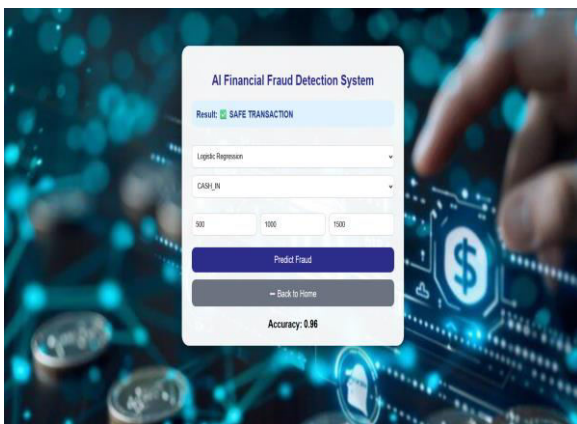 AI Financial Fraud Detection System
Result: ✅ SAFE TRANSACTION
Logistic Regression
CASH_IN
500 1000 1500
Predict Fraud
⬅ Back to Home
Accuracy: 0.96